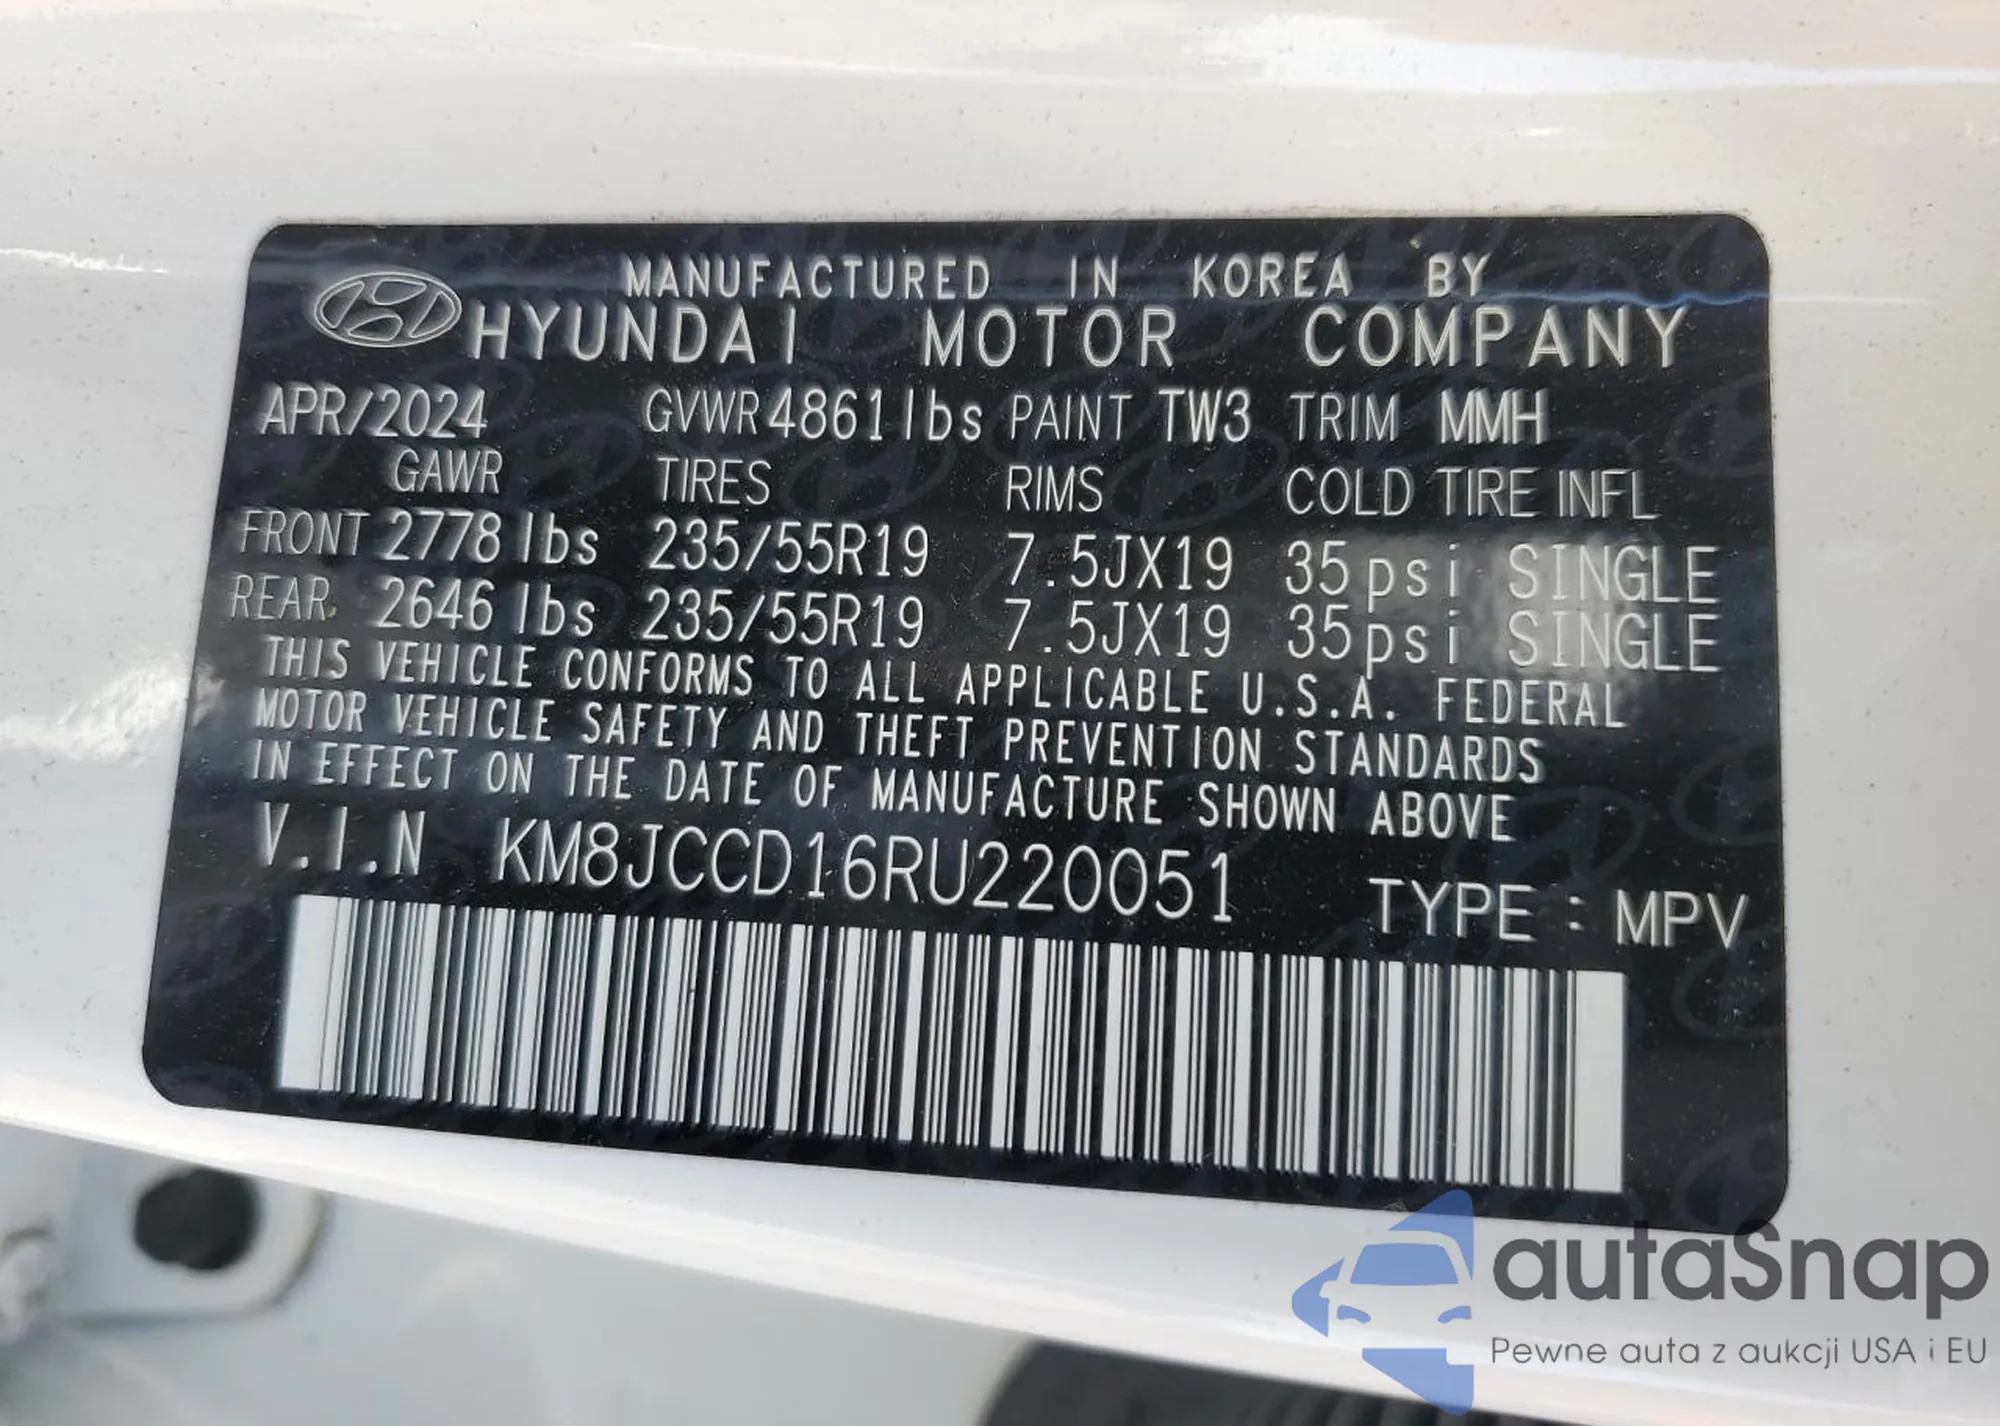 MANUFACTURED IN KOREA BY
HYUNDAI MOTOR COMPANY
APR/2024 GVWR 4861lbs PAINT TW3 TRIM MMH
GAWR TIRES RIMS COLD TIRE INFL
FRONT 2778 lbs 235/55R19 7.5JX19 35psi SINGLE
REAR 2646 lbs 235/55R19 7.5JX19 35psi SINGLE
THIS VEHICLE CONFORMS TO ALL APPLICABLE U.S.A. FEDERAL
MOTOR VEHICLE SAFETY AND THEFT PREVENTION STANDARDS
IN EFFECT ON THE DATE OF MANUFACTURE SHOWN ABOVE
V.I.N KM8JCCD16RU220051 TYPE : MPV
autaSnap
Pewne auta z aukcji USA i EU